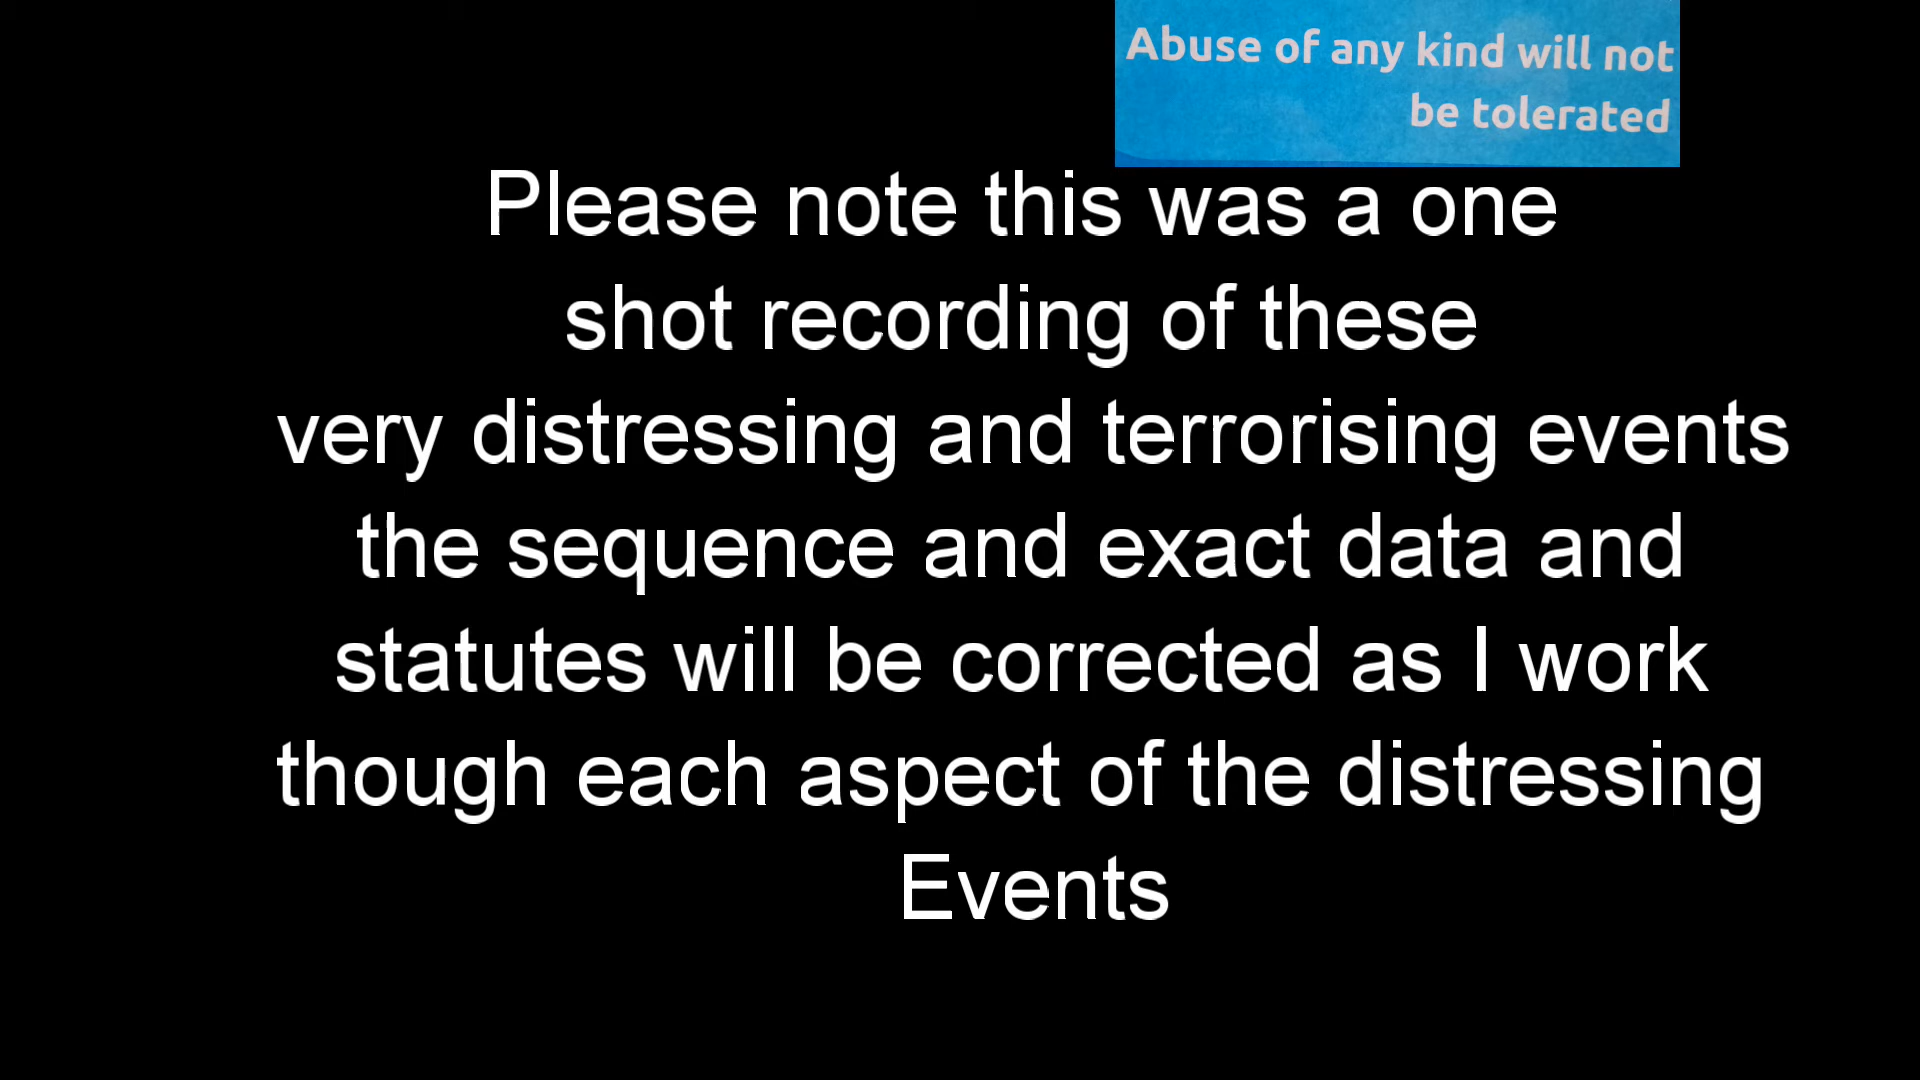 Abuse of any kind will not
be tolerated
Please note this was a one
shot recording of these
very distressing and terrorising events
the sequence and exact data and
statutes will be corrected as I work
though each aspect of the distressing
Events